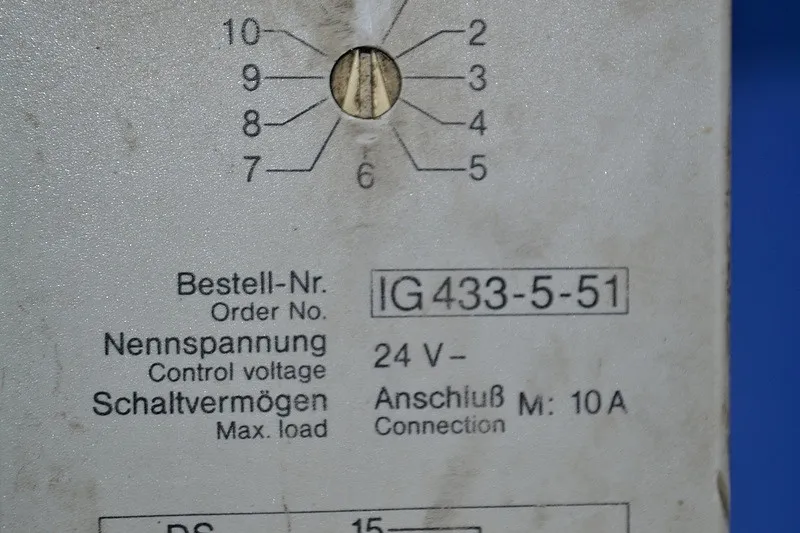 10 2
9 3
8 4
7 6 5
Bestell-Nr. IG 433-5-51
Order No.
Nennspannung 24 V–
Control voltage
Schaltvermögen Anschluß M: 10 A
Max. load Connection
15